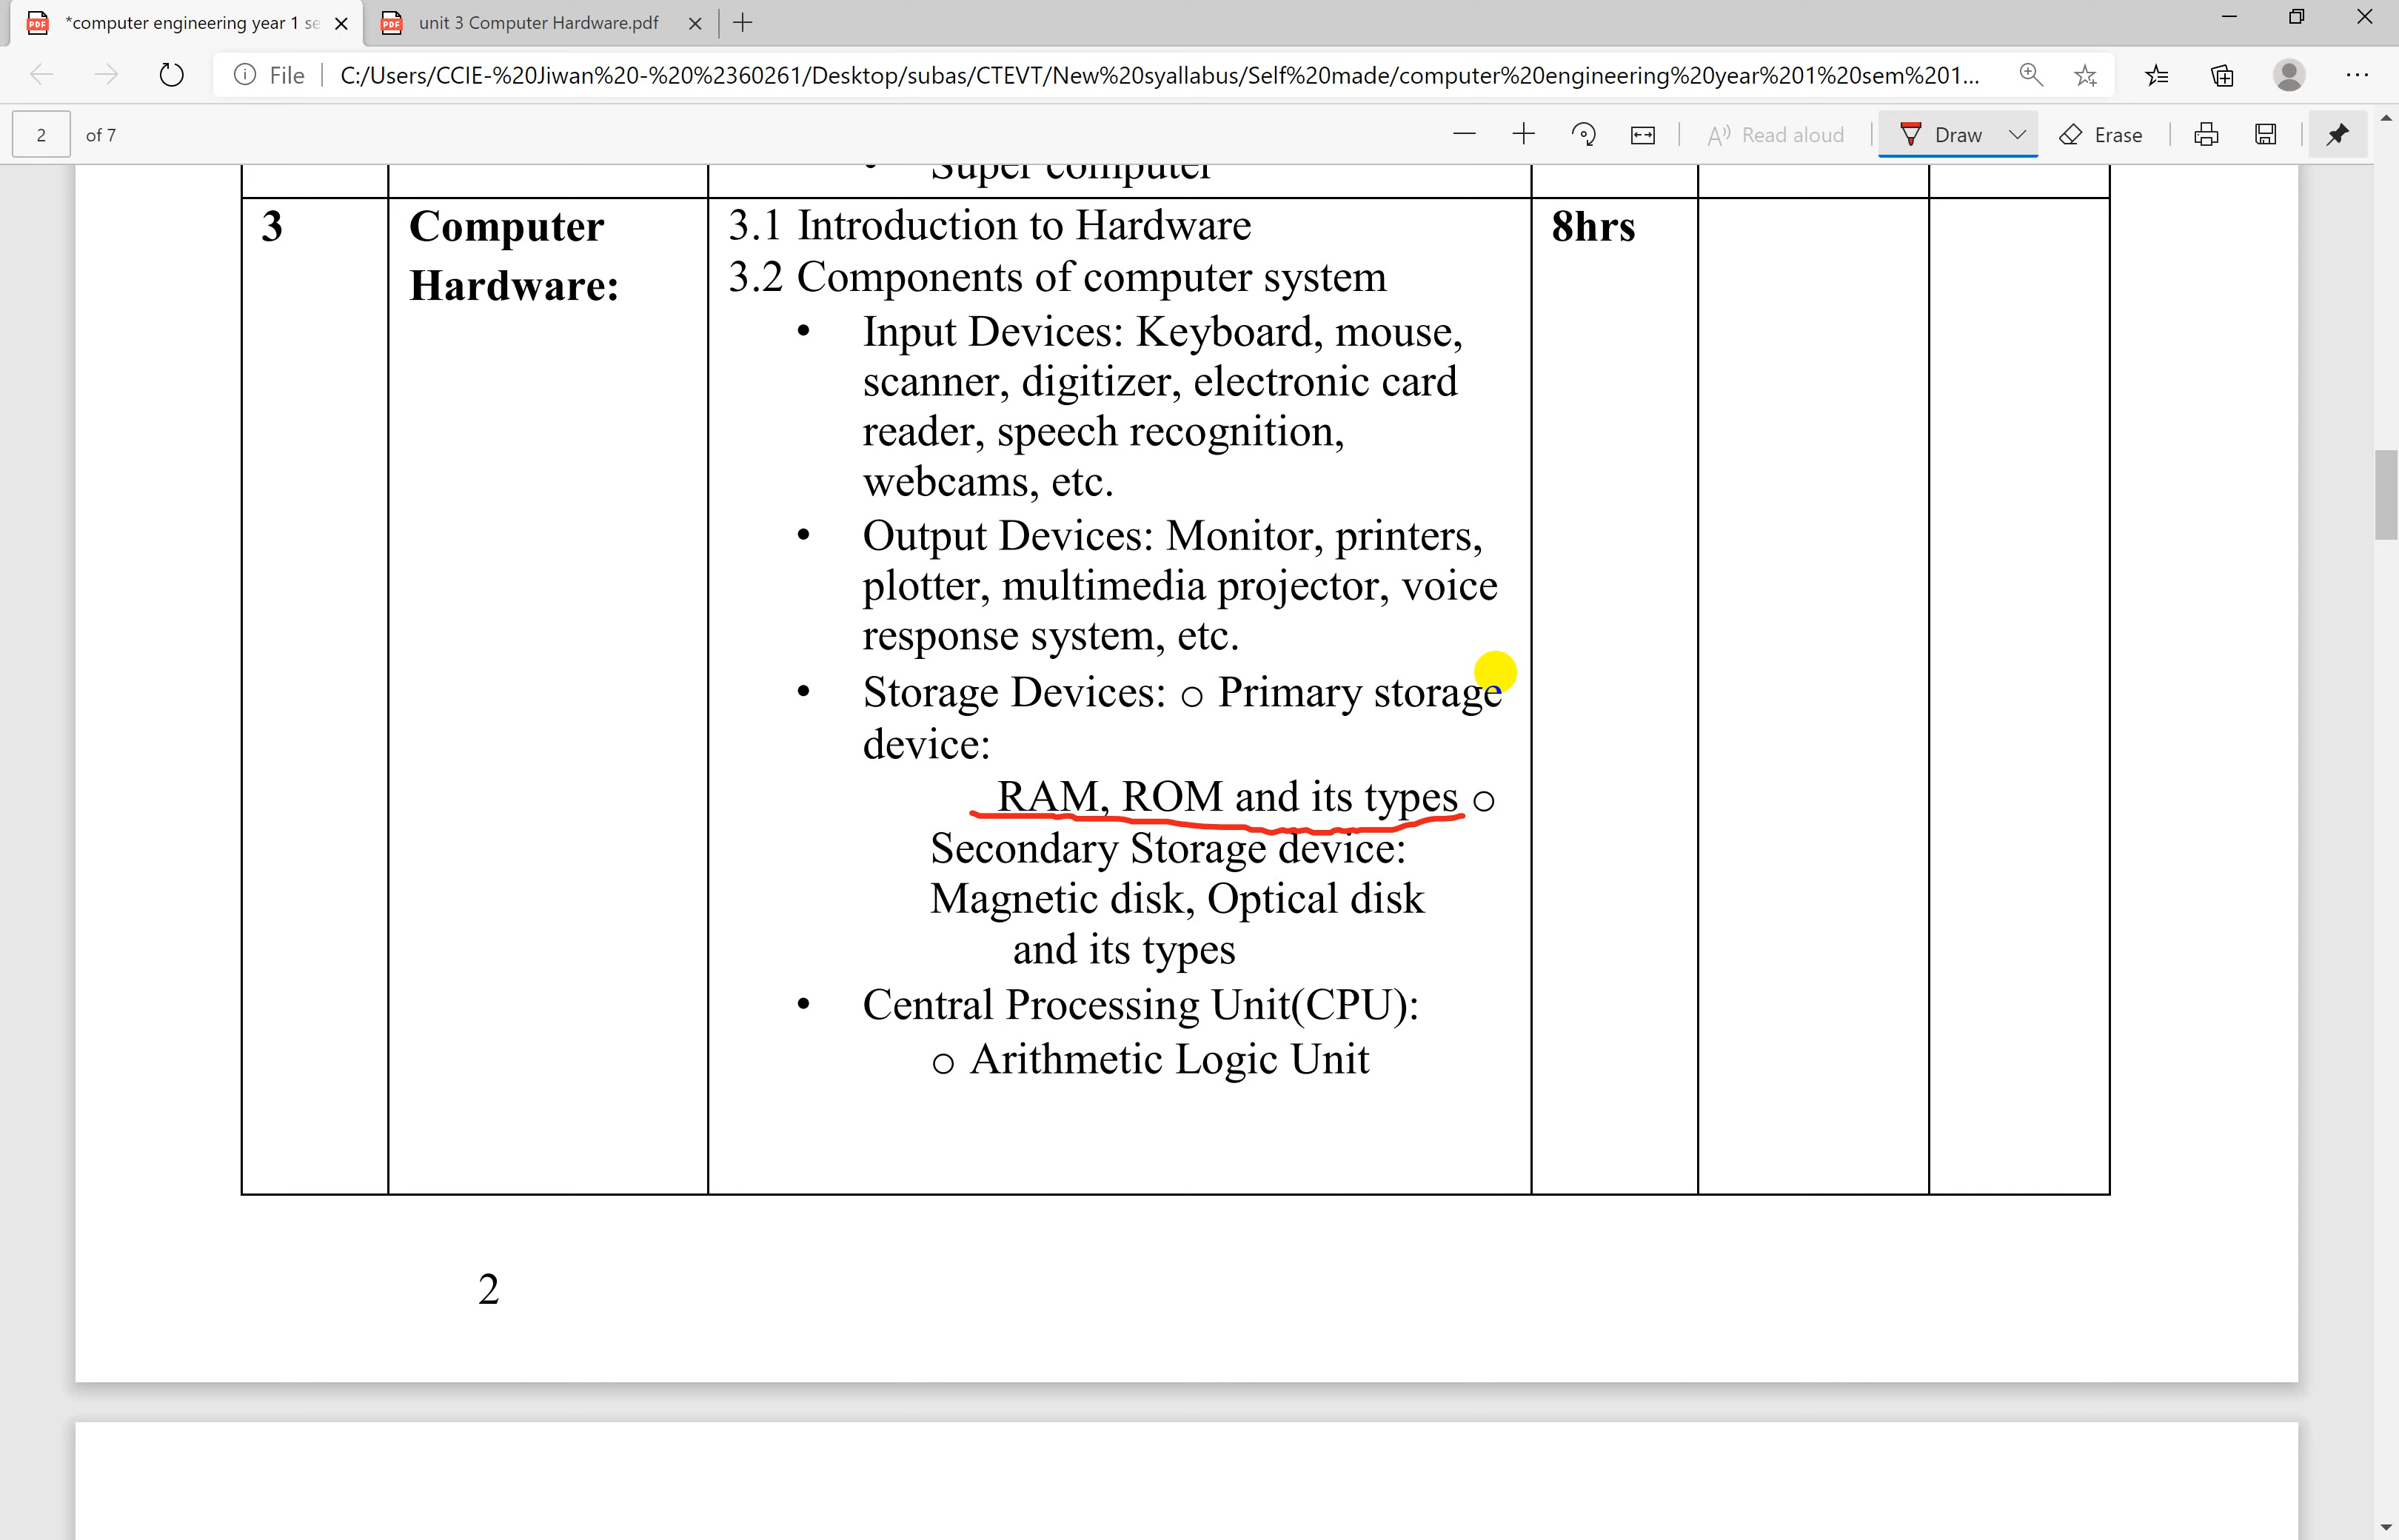 *computer engineering year 1 se
unit 3 Computer Hardware.pdf
File
C:/Users/CCIE-%20Jiwan%20-%20%2360261/Desktop/subas/CTEVT/New%20syallabus/Self%20made/computer%20engineering%20year%201%20sem%201...
2 of 7
Read aloud
Draw
Erase
Super computer
3
Computer
Hardware:
3.1 Introduction to Hardware
3.2 Components of computer system
• Input Devices: Keyboard, mouse,
scanner, digitizer, electronic card
reader, speech recognition,
webcams, etc.
• Output Devices: Monitor, printers,
plotter, multimedia projector, voice
response system, etc.
• Storage Devices: o Primary storage
device:
RAM, ROM and its types o
Secondary Storage device:
Magnetic disk, Optical disk
and its types
• Central Processing Unit(CPU):
o Arithmetic Logic Unit
8hrs
2